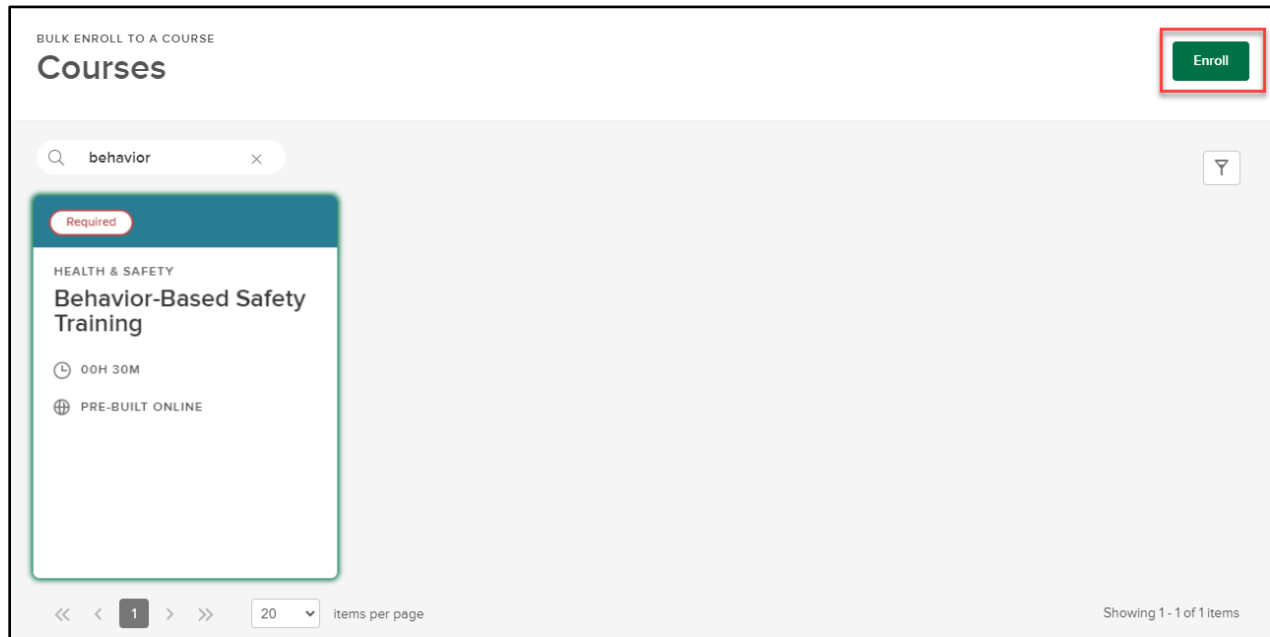 BULK ENROLL TO A COURSE
Courses
Enroll
behavior
Required
HEALTH & SAFETY
Behavior-Based Safety
Training
00H 30M
PRE-BUILT ONLINE
1
20
items per page
Showing 1 - 1 of 1 items